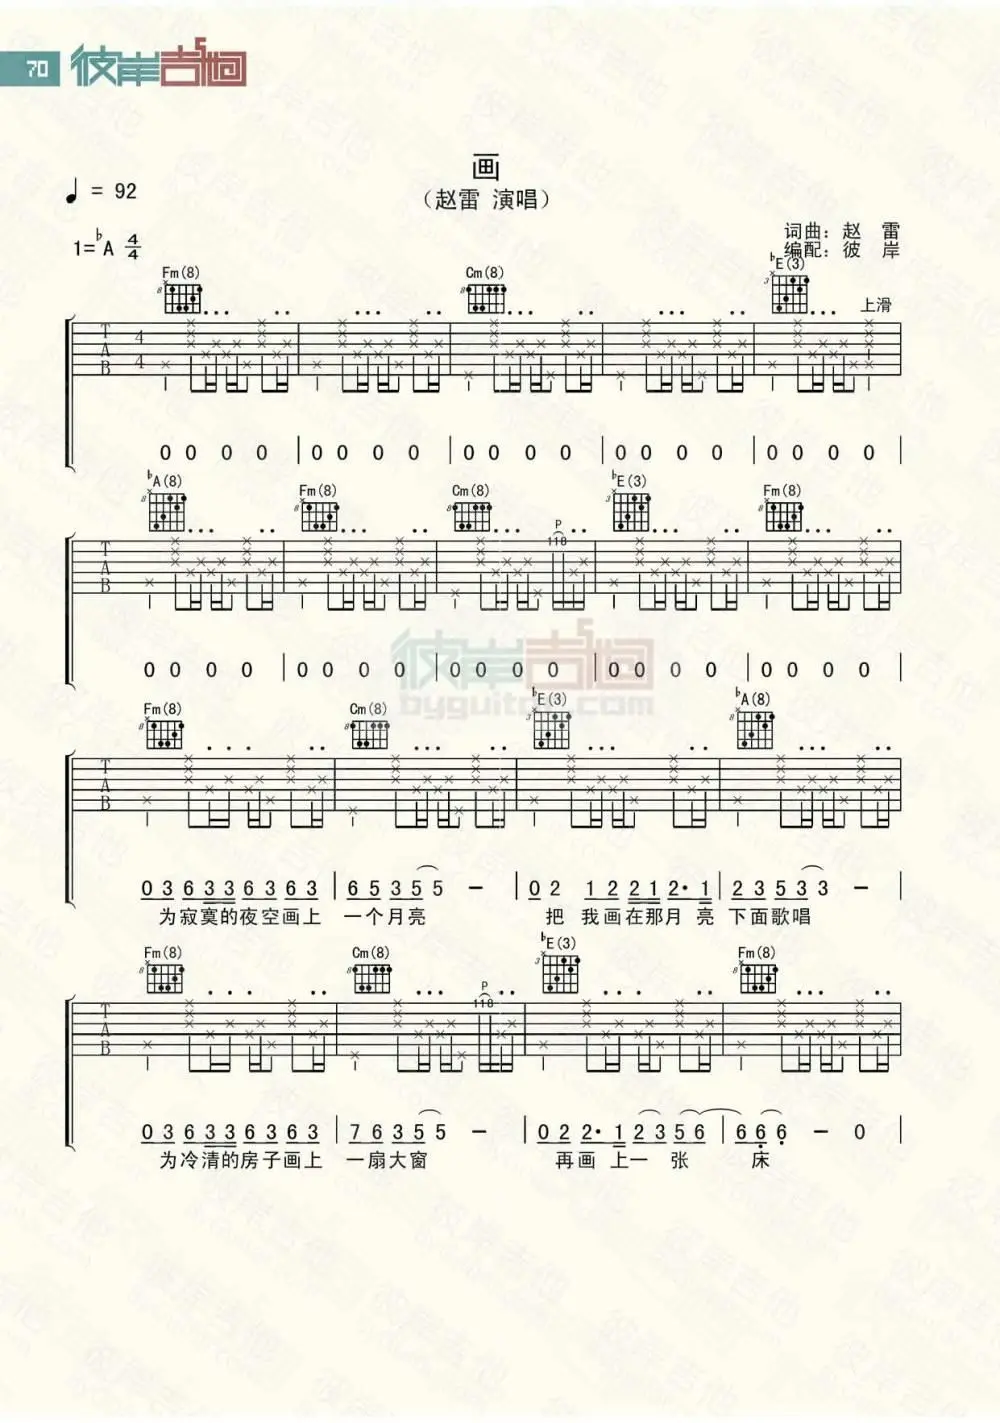 70 彼岸吉他
画
♩ = 92
（赵雷 演唱）
词曲：赵 雷
1=♭A 4/4
编配：彼 岸
Fm(8) Cm(8) ♭E(3)
上滑
T A B 4 4
0 0 0 0 | 0 0 0 0 | 0 0 0 0 | 0 0 0 0 | 0 0 0 0 |
♭A(8) Fm(8) Cm(8) ♭E(3) Fm(8)
P
11 8
T A B
0 0 0 0 | 0 0 0 0 | 0 0 0 0 | 0 0 0 0 | 0 0 0 0 |
彼岸吉他
byguitar.com
Fm(8) Cm(8) ♭E(3) ♭A(8)
T A B
0 3 6 3 3 6 3 6 3 | 6 5 3 5 5 － | 0 2 1 2 2 1 2· 1 | 2 3 5 3 3 － |
为寂寞的夜空画上 一个月亮 把 我画在那月 亮 下面歌唱
Fm(8) Cm(8) ♭E(3) Fm(8)
P
11 8
T A B
0 3 6 3 3 6 3 6 3 | 7 6 3 5 5 － | 0 2 2· 1 2 3 5 6 | 6 6 6 － 0 |
为冷清的房子画上 一扇大窗 再画 上一 张 床